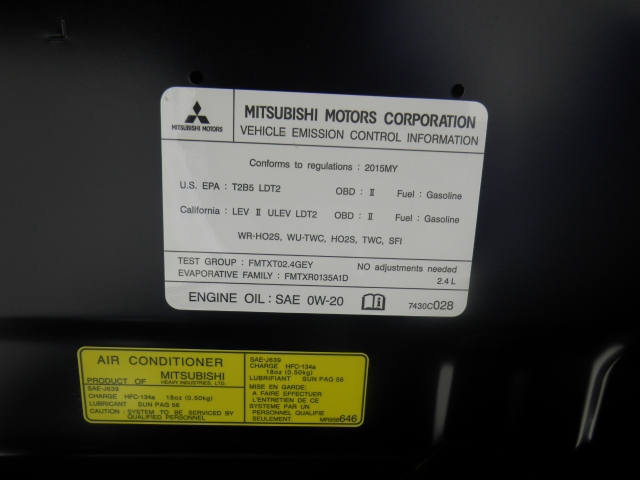 MITSUBISHI MOTORS
MITSUBISHI MOTORS CORPORATION
VEHICLE EMISSION CONTROL INFORMATION
Conforms to regulations : 2015MY
U.S. EPA : T2B5 LDT2 OBD : II Fuel : Gasoline
California : LEV II ULEV LDT2 OBD : II Fuel : Gasoline
WR-HO2S, WU-TWC, HO2S, TWC, SFI
TEST GROUP : FMTXT02.4GEY NO adjustments needed
EVAPORATIVE FAMILY : FMTXR0135A1D 2.4 L
ENGINE OIL : SAE 0W-20 7430C028
AIR CONDITIONER
PRODUCT OF MITSUBISHI
HEAVY INDUSTRIES, LTD.
SAE-J639
CHARGE HFC-134a 18oz (0.50kg)
LUBRICANT SUN PAG 56
CAUTION : SYSTEM TO BE SERVICED BY
QUALIFIED PERSONNEL
SAE-J639
CHARGE HFC-134a
18oz (0.50kg)
LUBRIFIANT SUN PAG 56
MISE EN GARDE:
A FAIRE EFFECTUER
L'ENTRETIEN DE CE
SYSTEME PAR UN
PERSONNEL QUALIFIE
SEULEMENT. MR958646